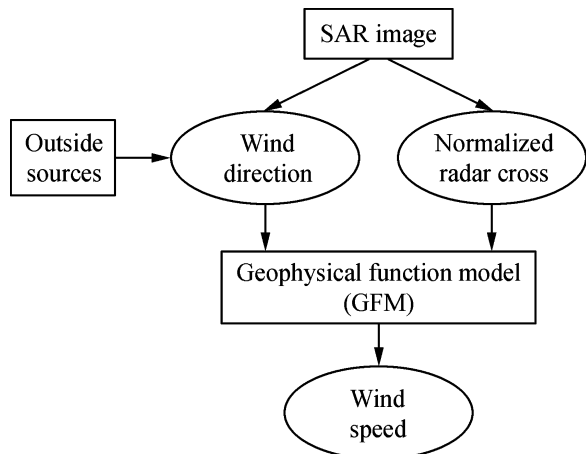 SAR image
Outside
sources
Wind
direction
Normalized
radar cross
Geophysical function model
(GFM)
Wind
speed